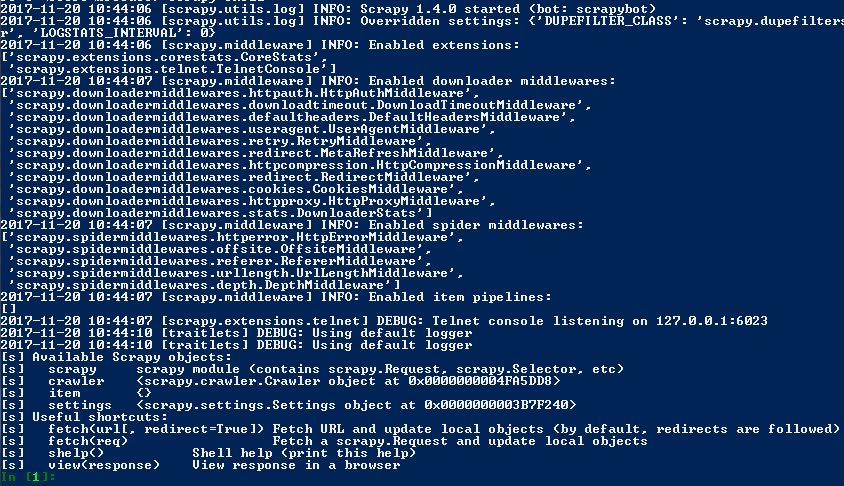 2017-11-20 10:44:06 [scrapy.utils.log] INFO: Scrapy 1.4.0 started (bot: scrapybot)
2017-11-20 10:44:06 [scrapy.utils.log] INFO: Overridden settings: {'DUPEFILTER_CLASS': 'scrapy.dupefilters
r', 'LOGSTATS_INTERVAL': 0}
2017-11-20 10:44:06 [scrapy.middleware] INFO: Enabled extensions:
['scrapy.extensions.corestats.CoreStats',
 'scrapy.extensions.telnet.TelnetConsole']
2017-11-20 10:44:07 [scrapy.middleware] INFO: Enabled downloader middlewares:
['scrapy.downloadermiddlewares.httpauth.HttpAuthMiddleware',
 'scrapy.downloadermiddlewares.downloadtimeout.DownloadTimeoutMiddleware',
 'scrapy.downloadermiddlewares.defaultheaders.DefaultHeadersMiddleware',
 'scrapy.downloadermiddlewares.useragent.UserAgentMiddleware',
 'scrapy.downloadermiddlewares.retry.RetryMiddleware',
 'scrapy.downloadermiddlewares.redirect.MetaRefreshMiddleware',
 'scrapy.downloadermiddlewares.httpcompression.HttpCompressionMiddleware',
 'scrapy.downloadermiddlewares.redirect.RedirectMiddleware',
 'scrapy.downloadermiddlewares.cookies.CookiesMiddleware',
 'scrapy.downloadermiddlewares.httpproxy.HttpProxyMiddleware',
 'scrapy.downloadermiddlewares.stats.DownloaderStats']
2017-11-20 10:44:07 [scrapy.middleware] INFO: Enabled spider middlewares:
['scrapy.spidermiddlewares.httperror.HttpErrorMiddleware',
 'scrapy.spidermiddlewares.offsite.OffsiteMiddleware',
 'scrapy.spidermiddlewares.referer.RefererMiddleware',
 'scrapy.spidermiddlewares.urllength.UrlLengthMiddleware',
 'scrapy.spidermiddlewares.depth.DepthMiddleware']
2017-11-20 10:44:07 [scrapy.middleware] INFO: Enabled item pipelines:
[]
2017-11-20 10:44:07 [scrapy.extensions.telnet] DEBUG: Telnet console listening on 127.0.0.1:6023
2017-11-20 10:44:10 [traitlets] DEBUG: Using default logger
2017-11-20 10:44:10 [traitlets] DEBUG: Using default logger
[s] Available Scrapy objects:
[s]   scrapy     scrapy module (contains scrapy.Request, scrapy.Selector, etc)
[s]   crawler    <scrapy.crawler.Crawler object at 0x0000000004FA5DD8>
[s]   item       {}
[s]   settings   <scrapy.settings.Settings object at 0x0000000003B7F240>
[s] Useful shortcuts:
[s]   fetch(url[, redirect=True]) Fetch URL and update local objects (by default, redirects are followed)
[s]   fetch(req)                  Fetch a scrapy.Request and update local objects
[s]   shelp()           Shell help (print this help)
[s]   view(response)    View response in a browser
In [1]: